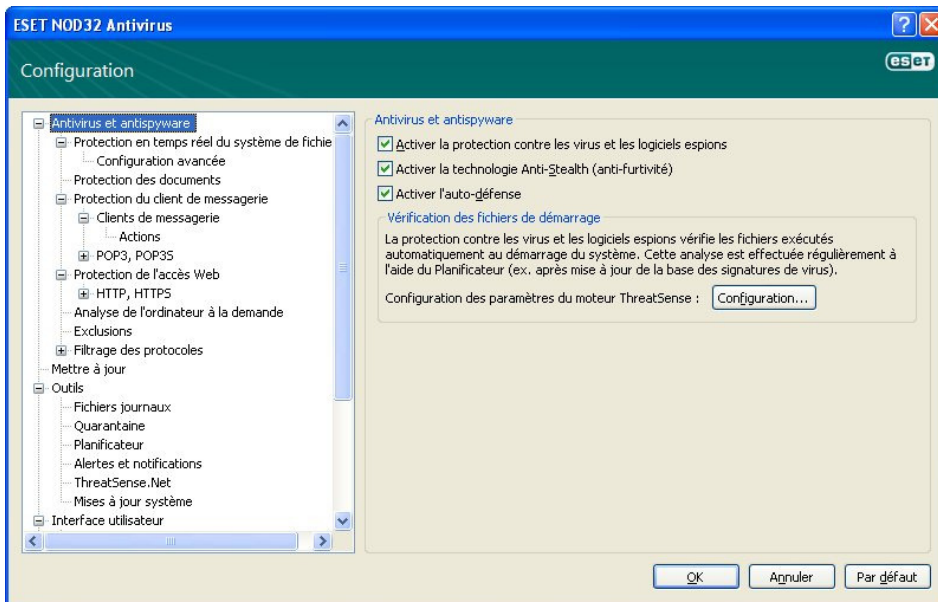 ESET NOD32 Antivirus
Configuration
eset
Antivirus et antispyware
Protection en temps réel du système de fichie
Configuration avancée
Protection des documents
Protection du client de messagerie
Clients de messagerie
Actions
POP3, POP3S
Protection de l'accès Web
HTTP, HTTPS
Analyse de l'ordinateur à la demande
Exclusions
Filtrage des protocoles
Mettre à jour
Outils
Fichiers journaux
Quarantaine
Planificateur
Alertes et notifications
ThreatSense.Net
Mises à jour système
Interface utilisateur
Antivirus et antispyware
Activer la protection contre les virus et les logiciels espions
Activer la technologie Anti-Stealth (anti-furtivité)
Activer l'auto-défense
Vérification des fichiers de démarrage
La protection contre les virus et les logiciels espions vérifie les fichiers exécutés
automatiquement au démarrage du système. Cette analyse est effectuée régulièrement à
l'aide du Planificateur (ex. après mise à jour de la base des signatures de virus).
Configuration des paramètres du moteur ThreatSense :
Configuration...
OK
Annuler
Par défaut